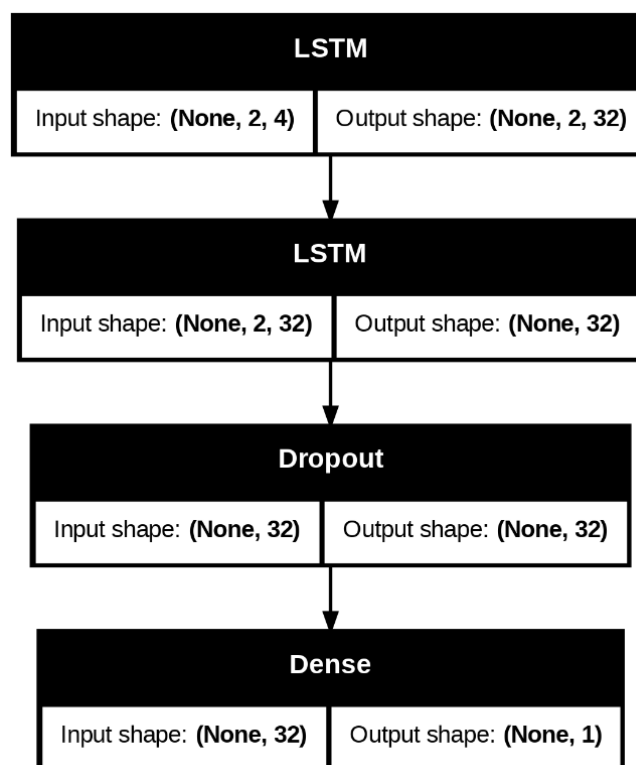 LSTM
Input shape: (None, 2, 4) Output shape: (None, 2, 32)
LSTM
Input shape: (None, 2, 32) Output shape: (None, 32)
Dropout
Input shape: (None, 32) Output shape: (None, 32)
Dense
Input shape: (None, 32) Output shape: (None, 1)